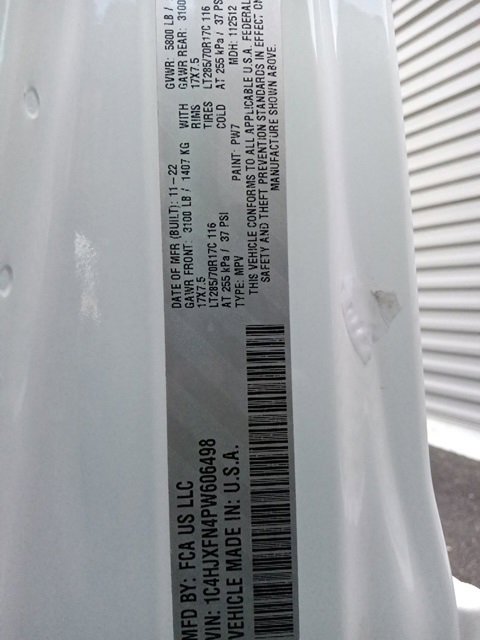 MFD BY: FCA US LLC
VIN: 1C4HJXFN4PW606498
VEHICLE MADE IN: U.S.A.
DATE OF MFR (BUILT): 11-22
GAWR FRONT: 3100 LB / 1407 KG WITH
17X7.5 RIMS
LT285/70R17C 116 TIRES
AT 255 kPa / 37 PSI COLD
GVWR: 5800 LB /
GAWR REAR: 3100
17X7.5
LT285/70R17C 116
AT 255 kPa / 37 PS
TYPE: MPV PAINT: PW7 MDH: 112512
THIS VEHICLE CONFORMS TO ALL APPLICABLE U.S.A. FEDERAL
SAFETY AND THEFT PREVENTION STANDARDS IN EFFECT ON
MANUFACTURE SHOWN ABOVE.